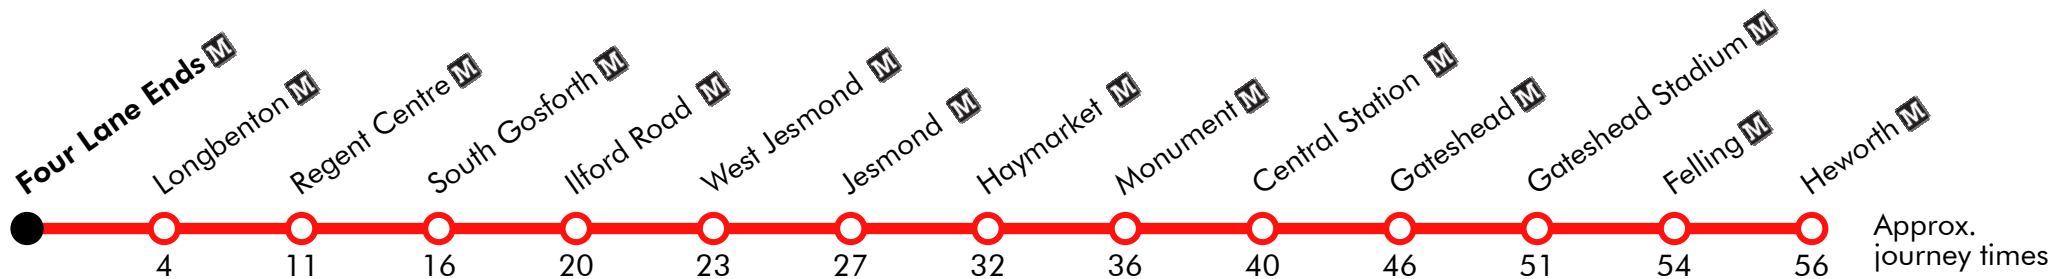 Four Lane Ends M
Longbenton M
Regent Centre M
South Gosforth M
Ilford Road M
West Jesmond M
Jesmond M
Haymarket M
Monument M
Central Station M
Gateshead M
Gateshead Stadium M
Felling M
Heworth M
4 11 16 20 23 27 32 36 40 46 51 54 56
Approx.
journey times